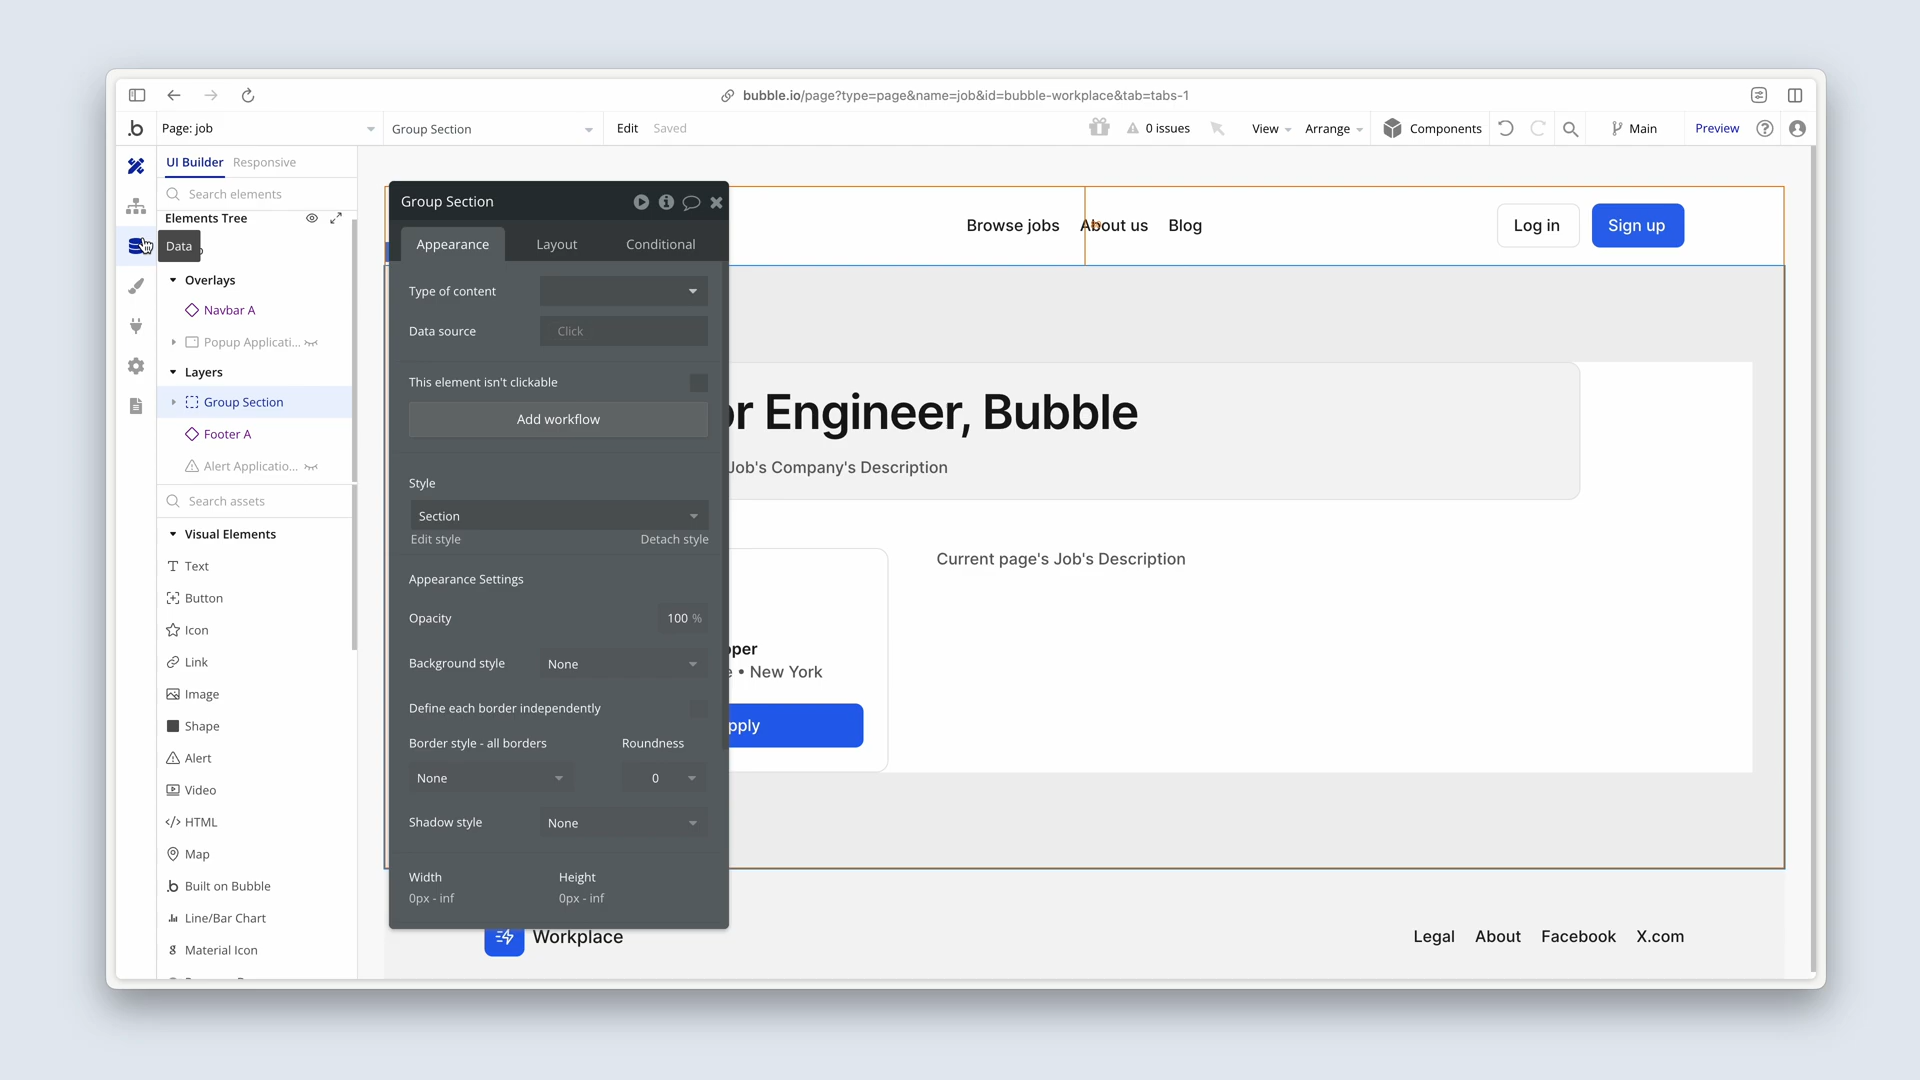 bubble.io/page?type=page&name=job&id=bubble-workplace&tab=tabs-1
Page: job
Group Section
Edit
Saved
0 issues
View
Arrange
Components
Main
Preview
UI Builder
Responsive
Search elements
Elements Tree
Data
Overlays
Navbar A
Popup Applicati...
Layers
Group Section
Footer A
Alert Applicatio...
Search assets
Visual Elements
Text
Button
Icon
Link
Image
Shape
Alert
Video
HTML
Map
Built on Bubble
Line/Bar Chart
Material Icon
Group Section
Appearance
Layout
Conditional
Type of content
Data source
Click
This element isn't clickable
Add workflow
Style
Section
Edit style
Detach style
Appearance Settings
Opacity
100 %
Background style
None
Define each border independently
Border style - all borders
Roundness
None
0
Shadow style
None
Width
Height
0px - inf
0px - inf
Browse jobs
About us
Blog
Log in
Sign up
or Engineer, Bubble
Job's Company's Description
Current page's Job's Description
oper
e • New York
pply
Workplace
Legal
About
Facebook
X.com